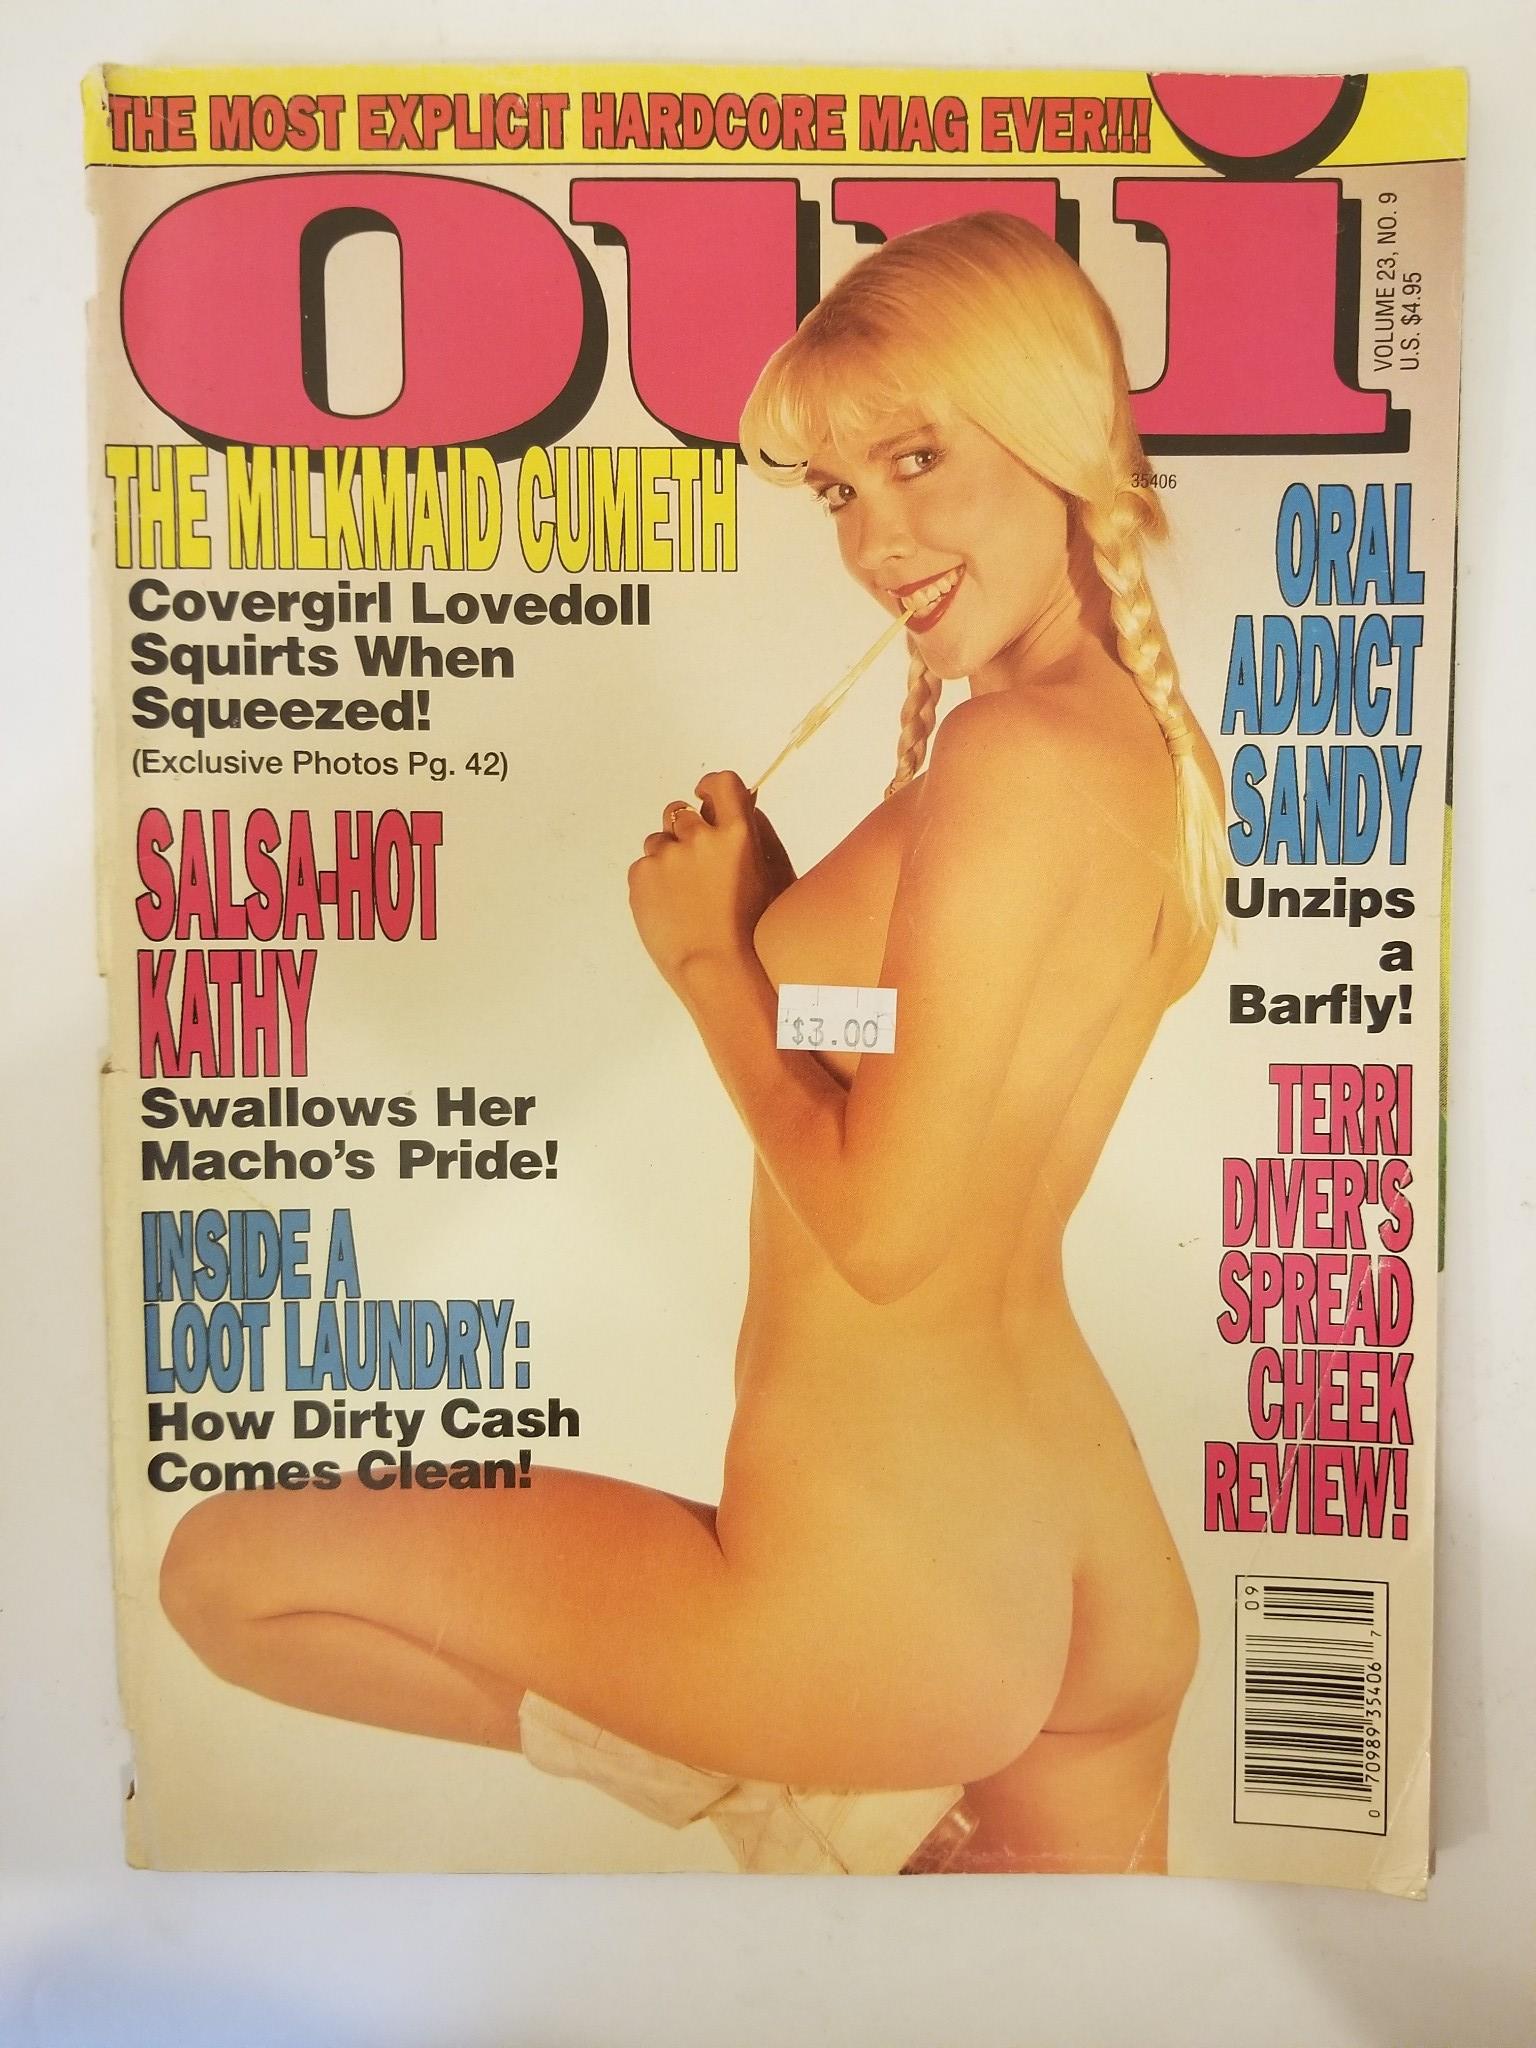 THE MOST EXPLICIT HARDCORE MAG EVER!!!
oui
VOLUME 23, NO. 9
U.S. $4.95
35406
THE MILKMAID CUMETH
Covergirl Lovedoll
Squirts When
Squeezed!
(Exclusive Photos Pg. 42)
SALSA-HOT
KATHY
Swallows Her
Macho's Pride!
INSIDE A
LOOT LAUNDRY:
How Dirty Cash
Comes Clean!
ORAL
ADDICT
SANDY
Unzips
a
Barfly!
TERRI
DIVER'S
SPREAD
CHEEK
REVIEW!
$3.00
09
0 70989 35406 7